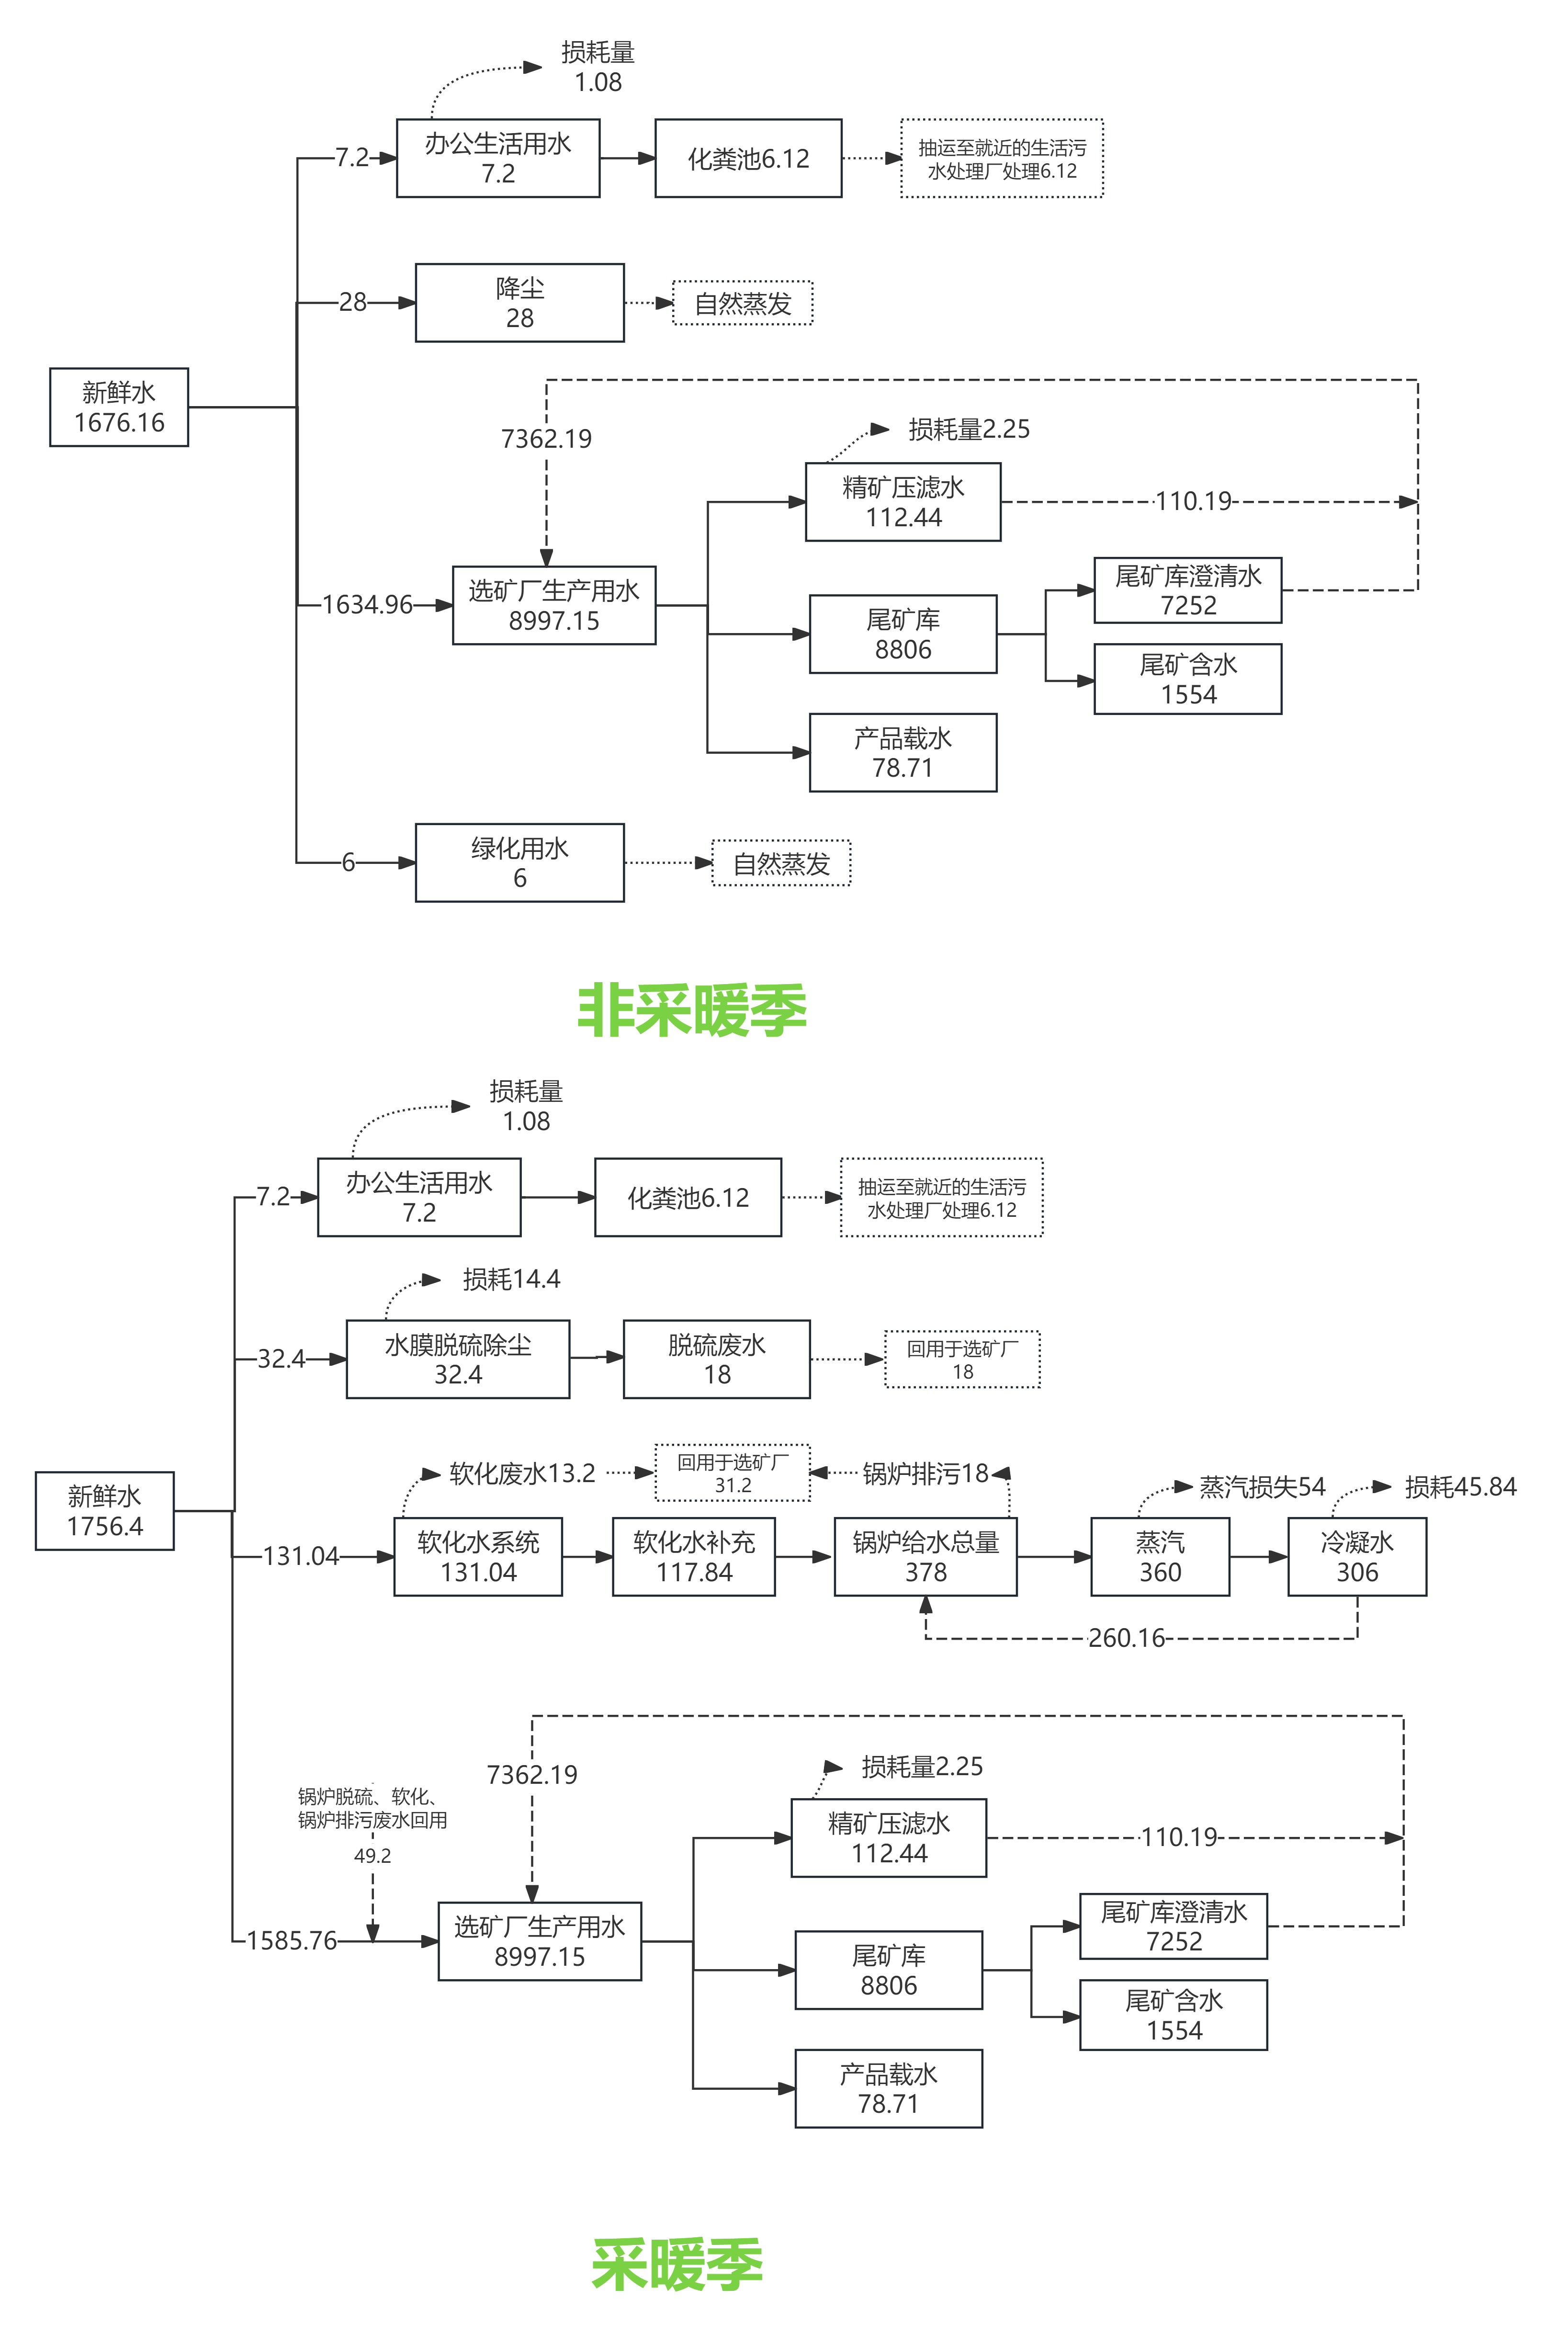 损耗量
1.08
办公生活用水
7.2
7.2
化粪池6.12
抽运至就近的生活污
水处理厂处理6.12
28
降尘
28
自然蒸发
新鲜水
1676.16
7362.19
损耗量2.25
精矿压滤水
112.44
110.19
1634.96
选矿厂生产用水
8997.15
尾矿库
8806
尾矿库澄清水
7252
尾矿含水
1554
产品载水
78.71
6
绿化用水
6
自然蒸发
非采暖季
损耗量
1.08
7.2
办公生活用水
7.2
化粪池6.12
抽运至就近的生活污
水处理厂处理6.12
损耗14.4
32.4
水膜脱硫除尘
32.4
脱硫废水
18
回用于选矿厂
18
新鲜水
1756.4
软化废水13.2
回用于选矿厂
31.2
锅炉排污18
蒸汽损失54
损耗45.84
131.04
软化水系统
131.04
软化水补充
117.84
锅炉给水总量
378
蒸汽
360
冷凝水
306
260.16
7362.19
损耗量2.25
锅炉脱硫、软化、
锅炉排污废水回用
49.2
精矿压滤水
112.44
110.19
1585.76
选矿厂生产用水
8997.15
尾矿库
8806
尾矿库澄清水
7252
尾矿含水
1554
产品载水
78.71
采暖季